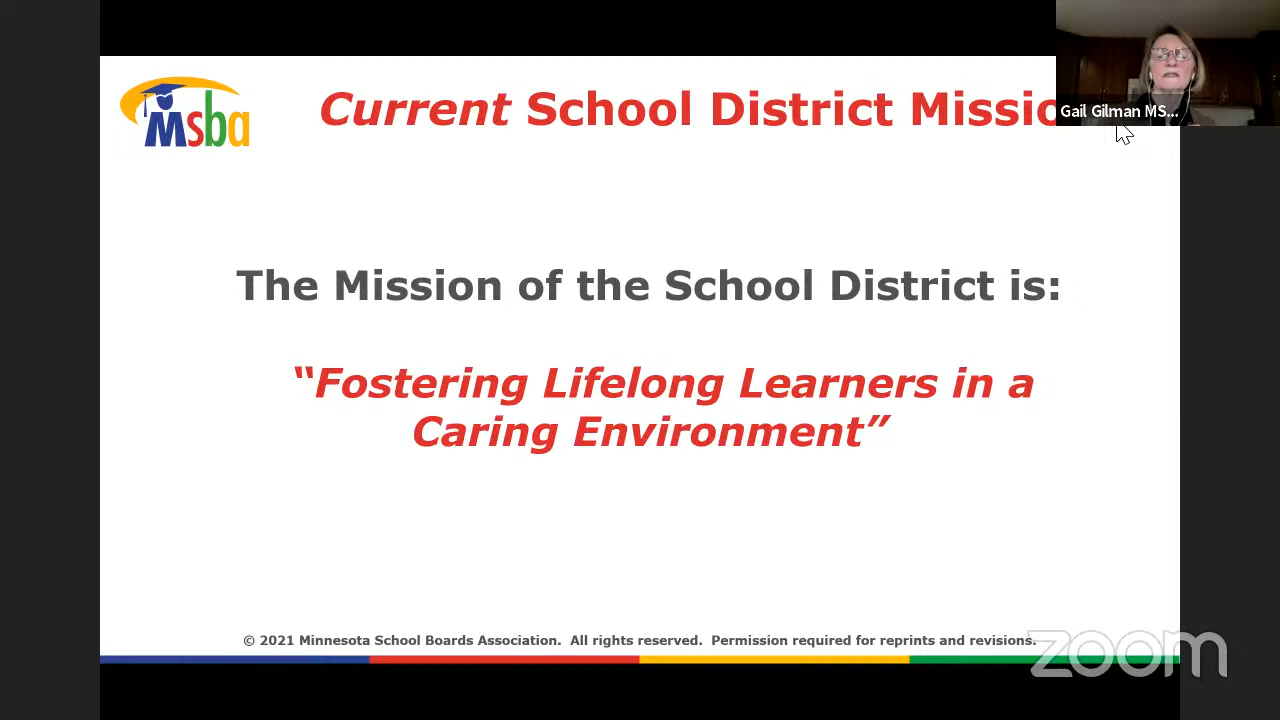 msba
Current School District Missio
Gail Gilman MS...
The Mission of the School District is:
“Fostering Lifelong Learners in a
Caring Environment”
© 2021 Minnesota School Boards Association. All rights reserved. Permission required for reprints and revisions.
zoom